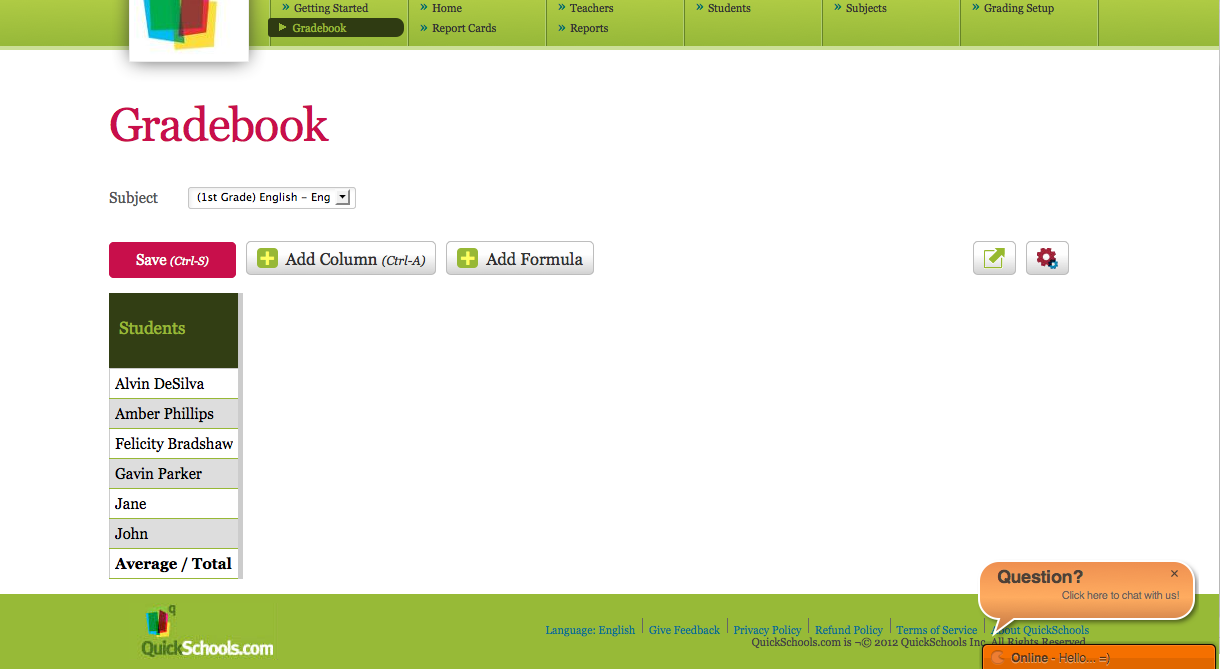 » Getting Started » Home » Teachers » Students » Subjects » Grading Setup
Gradebook » Report Cards » Reports
Gradebook
Subject (1st Grade) English - Eng
Save (Ctrl-S) Add Column (Ctrl-A) Add Formula
Students
Alvin DeSilva
Amber Phillips
Felicity Bradshaw
Gavin Parker
Jane
John
Average / Total
Question? ×
Click here to chat with us!
q
QuickSchools.com
Language: English Give Feedback Privacy Policy Refund Policy Terms of Service About QuickSchools
QuickSchools.com is ¬© 2012 QuickSchools Inc. All Rights Reserved
Online - Hello... =)